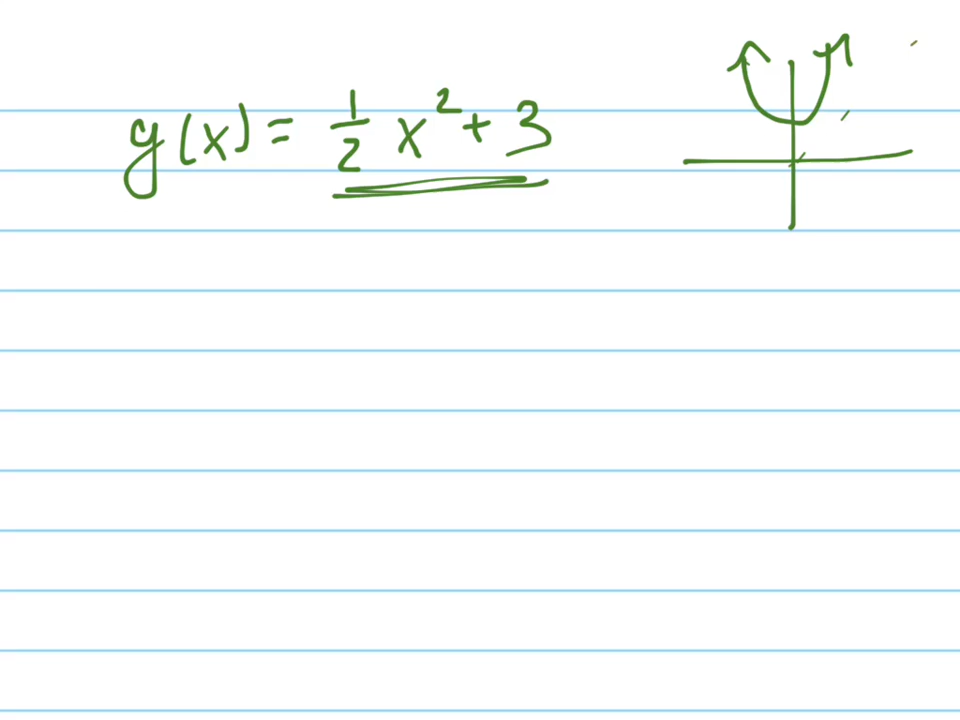 g(x) = 1/2 x² + 3